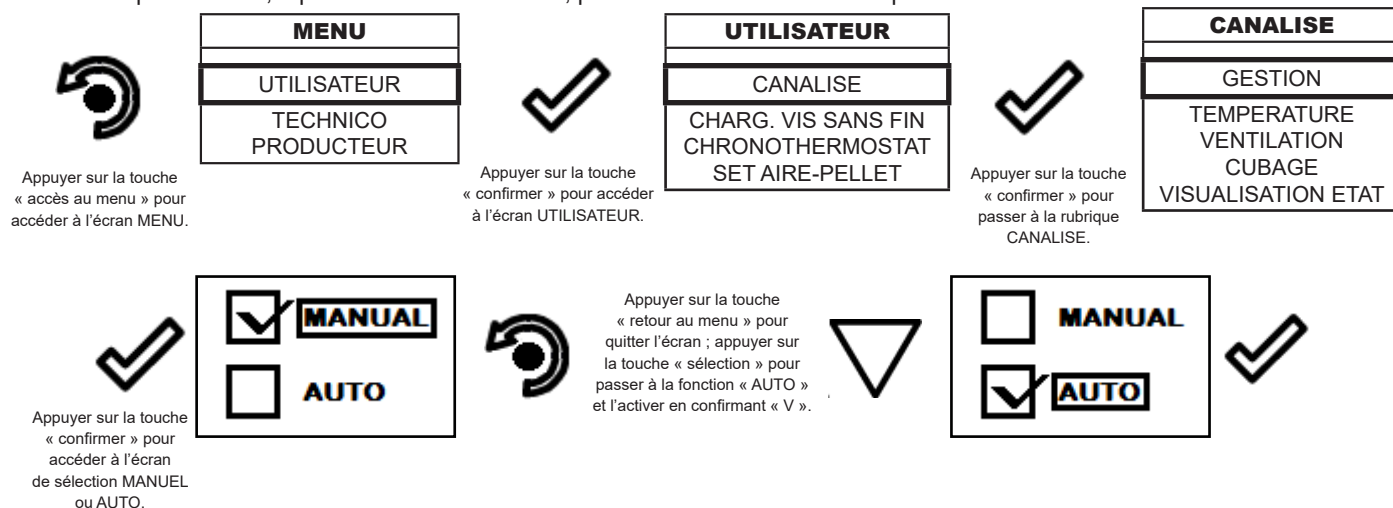 MENU
UTILISATEUR
TECHNICO
PRODUCTEUR
Appuyer sur la touche
« accès au menu » pour
accéder à l'écran MENU.
UTILISATEUR
CANALISE
CHARG. VIS SANS FIN
CHRONOTHERMOSTAT
SET AIRE-PELLET
Appuyer sur la touche
« confirmer » pour accéder
à l'écran UTILISATEUR.
CANALISE
GESTION
TEMPERATURE
VENTILATION
CUBAGE
VISUALISATION ETAT
Appuyer sur la touche
« confirmer » pour
passer à la rubrique
CANALISE.
MANUAL
AUTO
Appuyer sur la touche
« confirmer » pour
accéder à l'écran
de sélection MANUEL
ou AUTO.
Appuyer sur la touche
« retour au menu » pour
quitter l'écran ; appuyer sur
la touche « sélection » pour
passer à la fonction « AUTO »
et l'activer en confirmant « V ».
MANUAL
AUTO